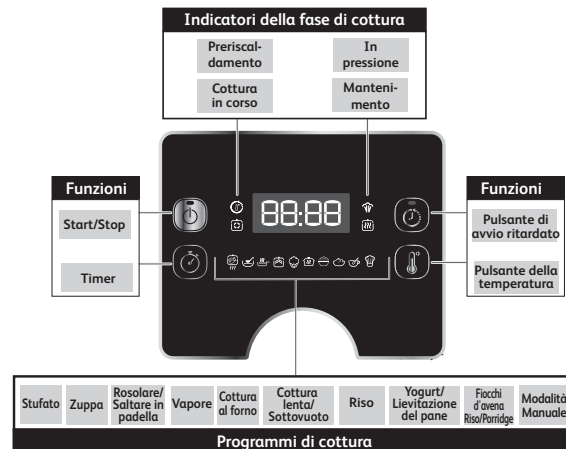 Indicatori della fase di cottura
Preriscal-
damento
In
pressione
Cottura
in corso
Manteni-
mento
Funzioni
Start/Stop
Timer
88:88
Funzioni
Pulsante di
avvio ritardato
Pulsante della
temperatura
Stufato
Zuppa
Rosolare/
Saltare in
padella
Vapore
Cottura
al forno
Cottura
lenta/
Sottovuoto
Riso
Yogurt/
Lievitazione
del pane
Fiocchi
d'avena
Riso/Porridge
Modalità
Manuale
Programmi di cottura